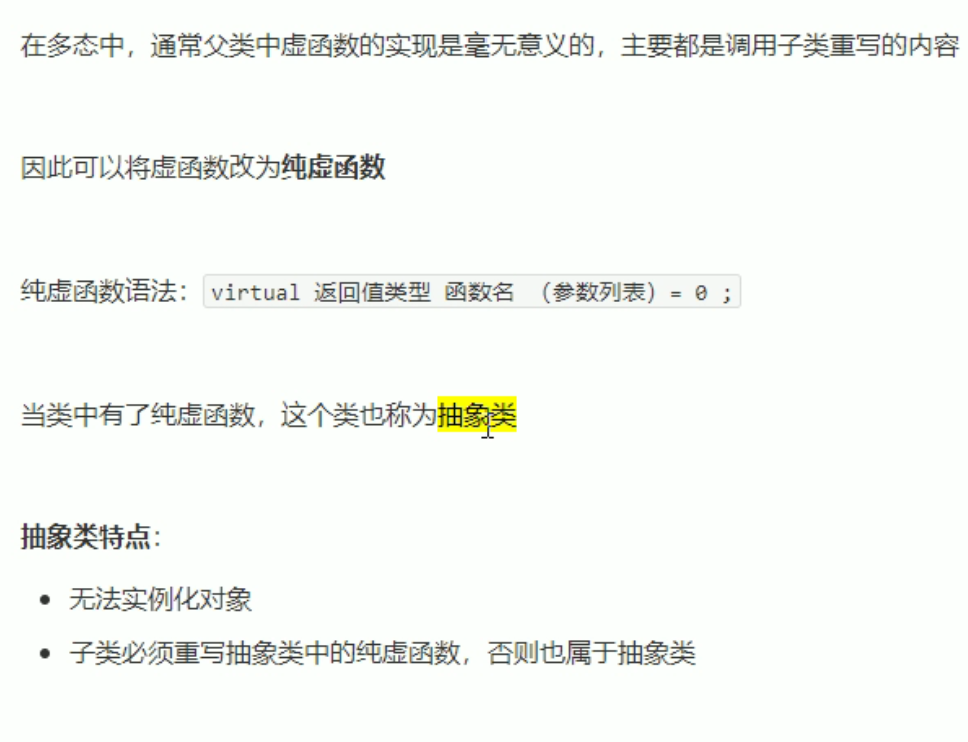 在多态中，通常父类中虚函数的实现是毫无意义的，主要都是调用子类重写的内容
因此可以将虚函数改为纯虚函数
纯虚函数语法： virtual 返回值类型 函数名 （参数列表）= 0 ;
当类中有了纯虚函数，这个类也称为抽象类
抽象类特点：
• 无法实例化对象
• 子类必须重写抽象类中的纯虚函数，否则也属于抽象类